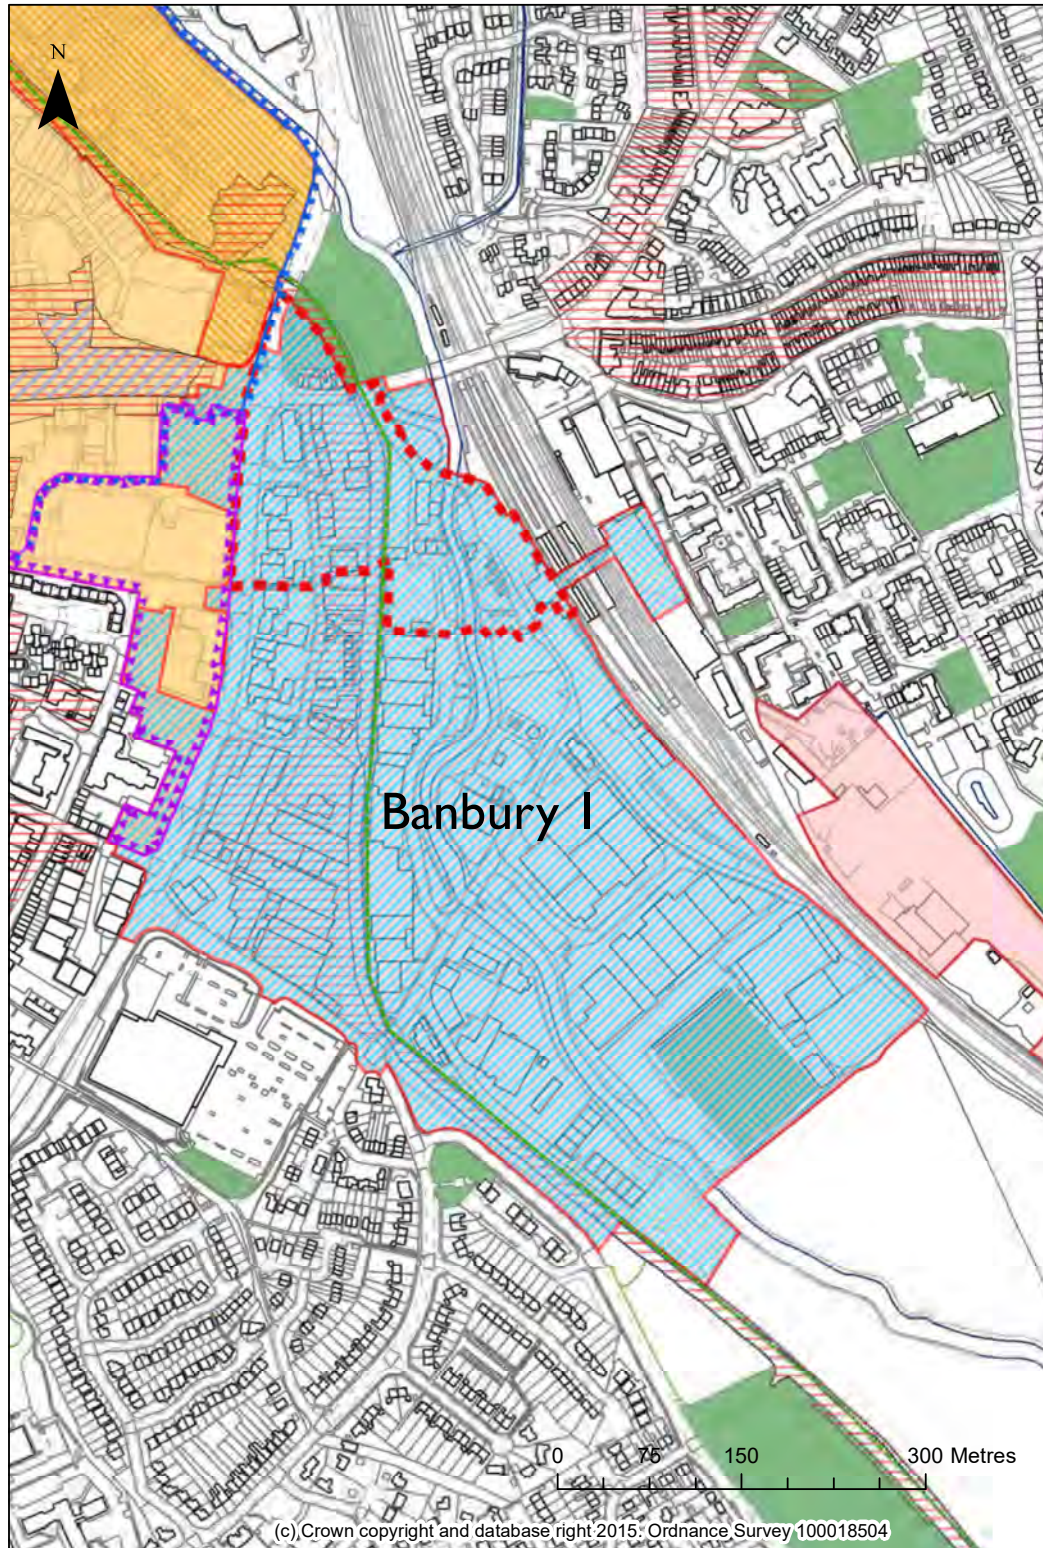 N
Banbury 1
0 75 150 300 Metres
(c) Crown copyright and database right 2015. Ordnance Survey 100018504